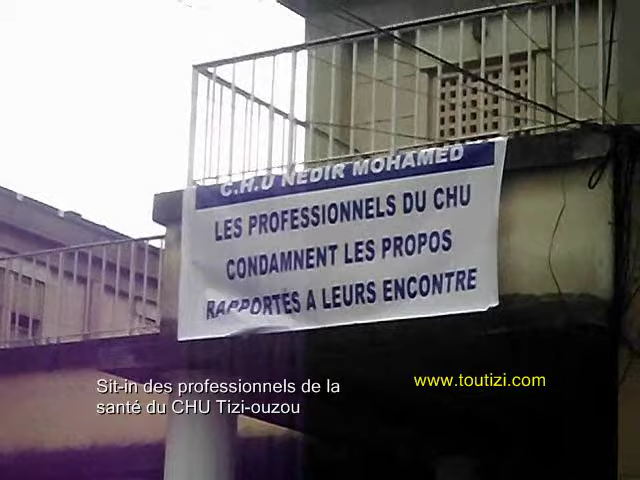 C.H.U NEDIR MOHAMED
LES PROFESSIONNELS DU CHU
CONDAMNENT LES PROPOS
RAPPORTES A LEURS ENCONTRE
Sit-in des professionnels de la
santé du CHU Tizi-ouzou
www.toutizi.com